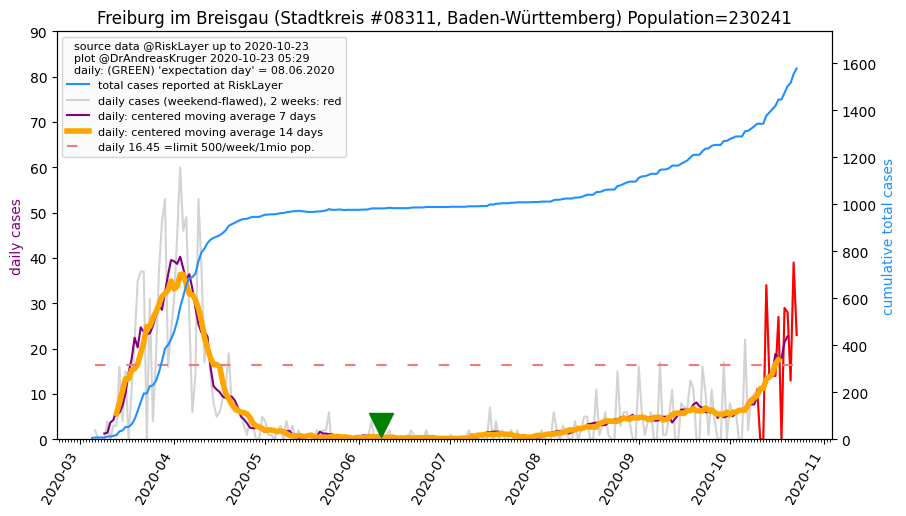 Freiburg im Breisgau (Stadtkreis #08311, Baden-Württemberg) Population=230241
source data @RiskLayer up to 2020-10-23
plot @DrAndreasKruger 2020-10-23 05:29
daily: (GREEN) 'expectation day' = 08.06.2020
total cases reported at RiskLayer
daily cases (weekend-flawed), 2 weeks: red
daily: centered moving average 7 days
daily: centered moving average 14 days
daily 16.45 =limit 500/week/1mio pop.
daily cases
90
80
70
60
50
40
30
20
10
0
1600
1400
1200
1000
800
600
400
200
0
cumulative total cases
2020-03
2020-04
2020-05
2020-06
2020-07
2020-08
2020-09
2020-10
2020-11